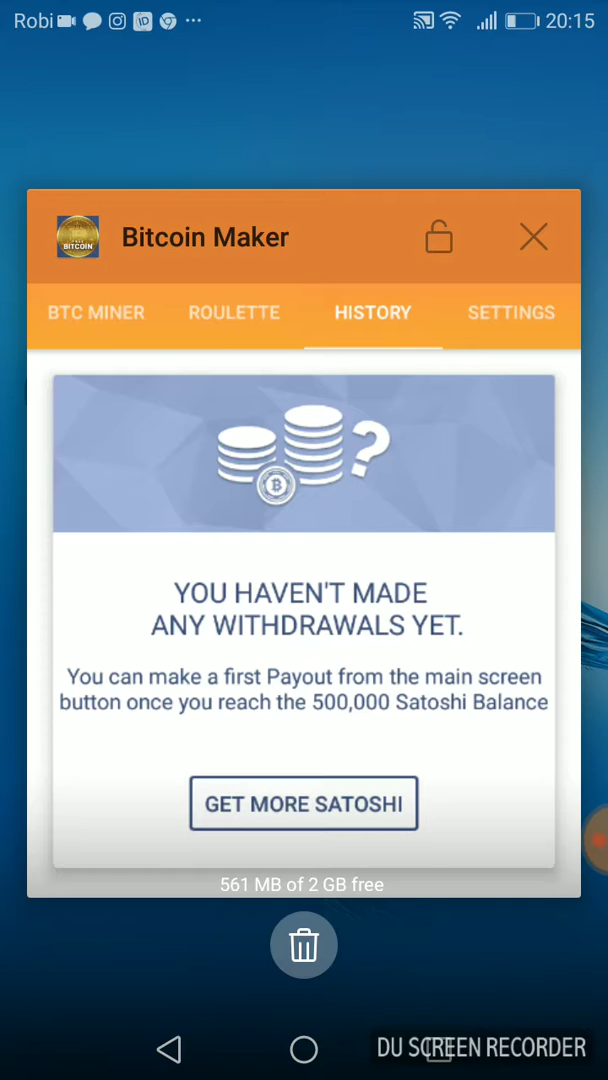 Robi 20:15
BITCOIN
Bitcoin Maker
BTC MINER ROULETTE HISTORY SETTINGS
YOU HAVEN'T MADE
ANY WITHDRAWALS YET.
You can make a first Payout from the main screen
button once you reach the 500,000 Satoshi Balance
GET MORE SATOSHI
561 MB of 2 GB free
DU SCREEN RECORDER